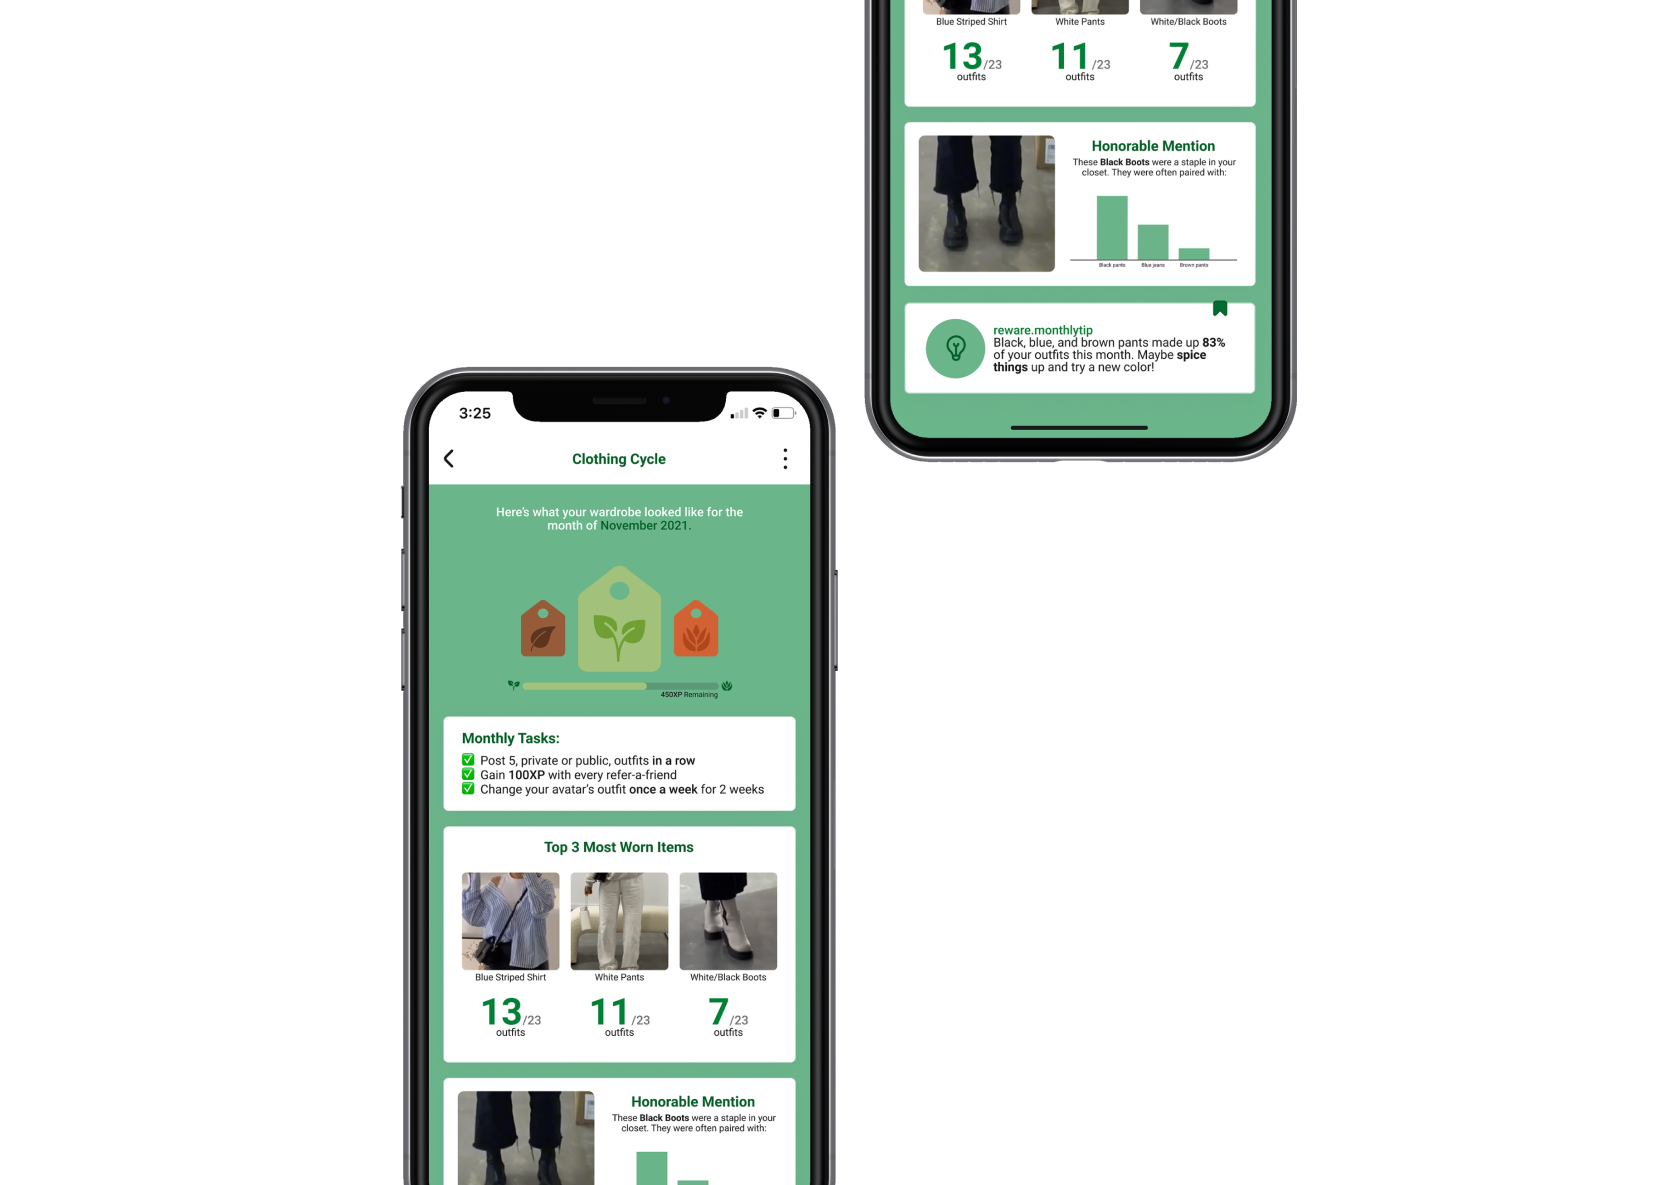 3:25
Clothing Cycle
Here's what your wardrobe looked like for the
month of November 2021.
450XP Remaining
Monthly Tasks:
Post 5, private or public, outfits in a row
Gain 100XP with every refer-a-friend
Change your avatar's outfit once a week for 2 weeks
Top 3 Most Worn Items
Blue Striped Shirt
White Pants
White/Black Boots
13/23
11/23
7/23
outfits
outfits
outfits
Honorable Mention
These Black Boots were a staple in your
closet. They were often paired with:
Blue Striped Shirt
White Pants
White/Black Boots
13/23
11/23
7/23
outfits
outfits
outfits
Honorable Mention
These Black Boots were a staple in your
closet. They were often paired with:
Black pants
Blue jeans
Brown pants
reware.monthlytip
Black, blue, and brown pants made up 83%
of your outfits this month. Maybe spice
things up and try a new color!